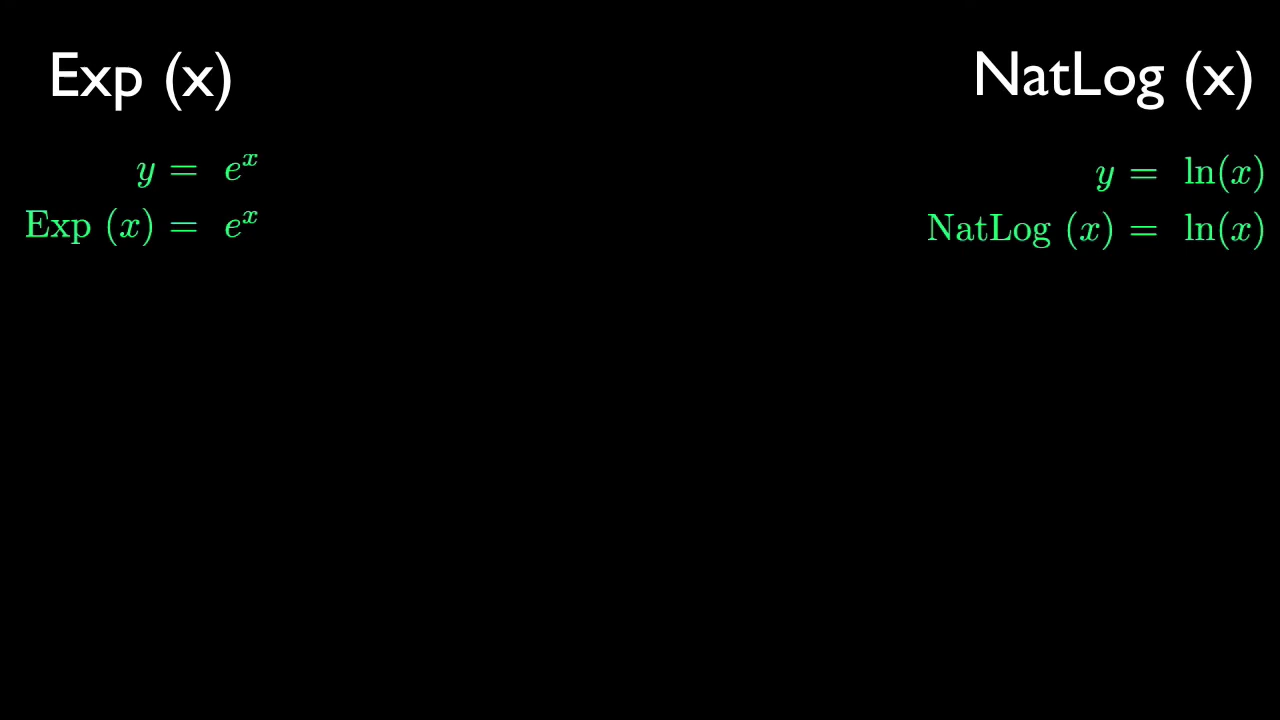 Exp (x)
y = e^x
Exp (x) = e^x
NatLog (x)
y = ln(x)
NatLog (x) = ln(x)